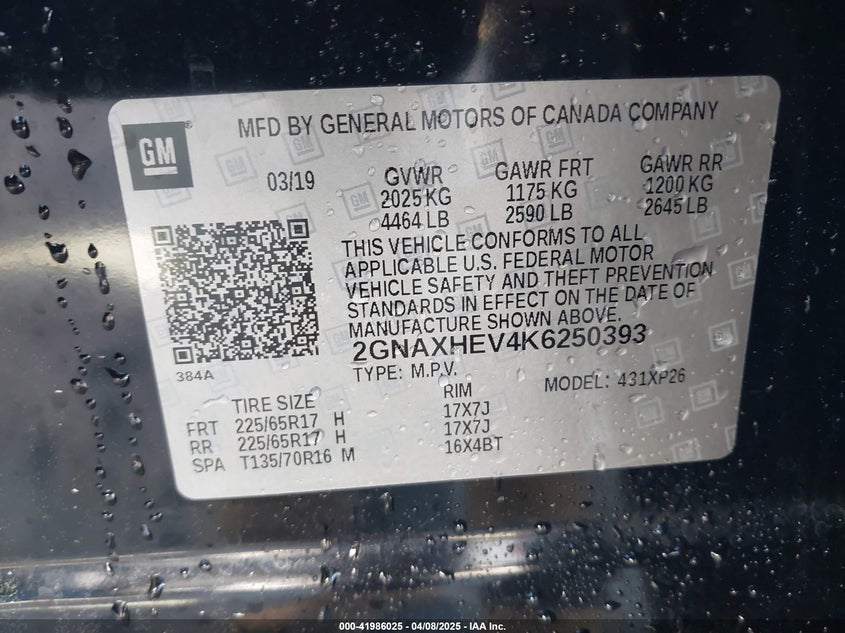 MFD BY GENERAL MOTORS OF CANADA COMPANY
GM
03/19
GVWR
2025 KG
4464 LB
GAWR FRT
1175 KG
2590 LB
GAWR RR
1200 KG
2645 LB
THIS VEHICLE CONFORMS TO ALL
APPLICABLE U.S. FEDERAL MOTOR
VEHICLE SAFETY AND THEFT PREVENTION
STANDARDS IN EFFECT ON THE DATE OF
MANUFACTURE SHOWN ABOVE.
2GNAXHEV4K6250393
384A
TYPE: M.P.V.
MODEL: 431XP26
TIRE SIZE RIM
FRT 225/65R17 H 17X7J
RR 225/65R17 H 17X7J
SPA T135/70R16 M 16X4BT
000-41986025 - 04/08/2025 - IAA Inc.